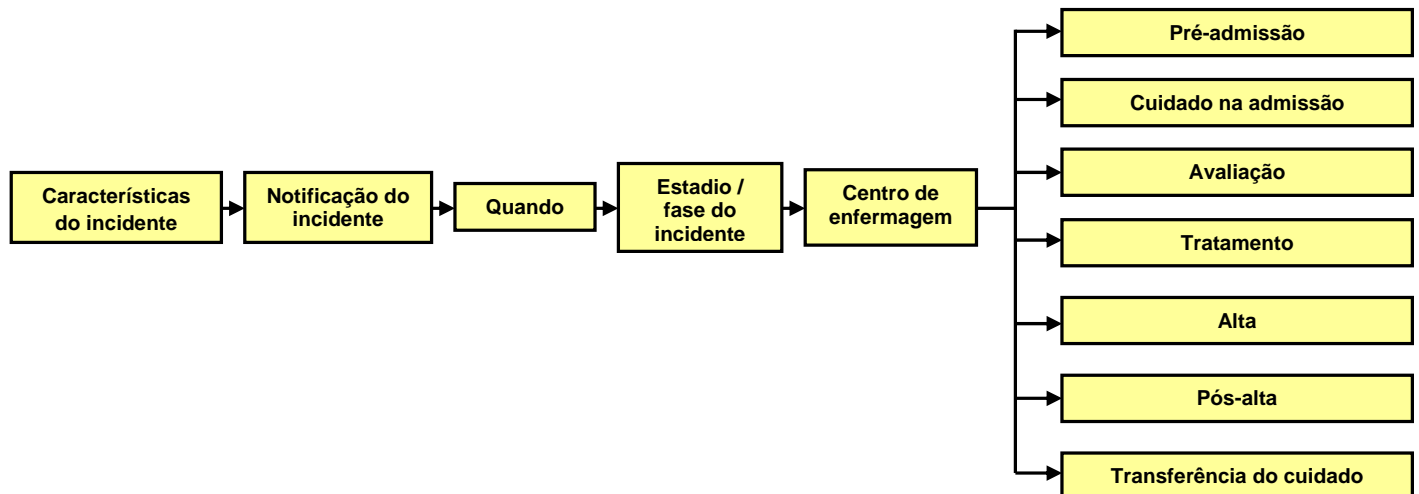 Características
do incidente
Notificação do
incidente
Quando
Estadio /
fase do
incidente
Centro de
enfermagem
Pré-admissão
Cuidado na admissão
Avaliação
Tratamento
Alta
Pós-alta
Transferência do cuidado